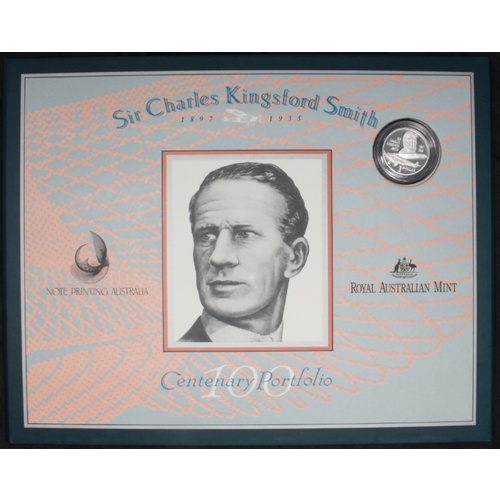 Sir Charles Kingsford Smith
1897 1935
NOTE PRINTING AUSTRALIA
ROYAL AUSTRALIAN MINT
100
Centenary Portfolio